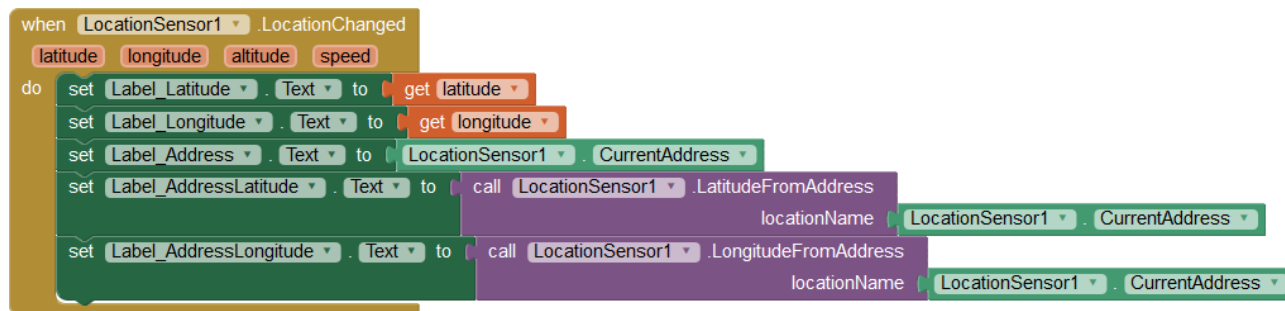 when LocationSensor1 .LocationChanged
latitude longitude altitude speed
do set Label_Latitude . Text to get latitude
set Label_Longitude . Text to get longitude
set Label_Address . Text to LocationSensor1 . CurrentAddress
set Label_AddressLatitude . Text to call LocationSensor1 .LatitudeFromAddress
locationName LocationSensor1 . CurrentAddress
set Label_AddressLongitude . Text to call LocationSensor1 .LongitudeFromAddress
locationName LocationSensor1 . CurrentAddress